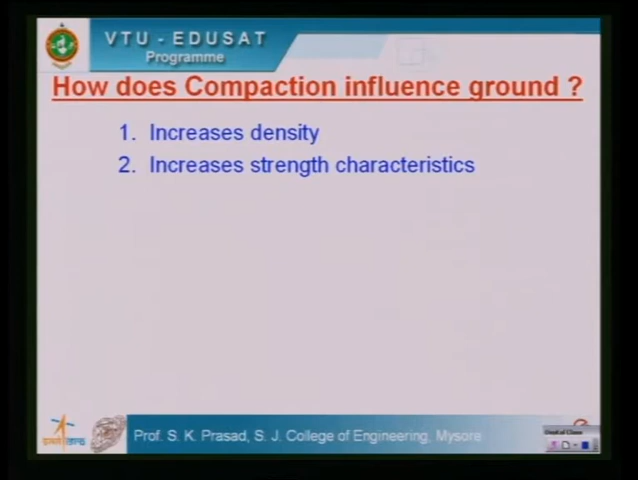 VTU - EDUSAT
Programme
How does Compaction influence ground ?
1. Increases density
2. Increases strength characteristics
Prof. S. K. Prasad, S. J. College of Engineering, Mysore